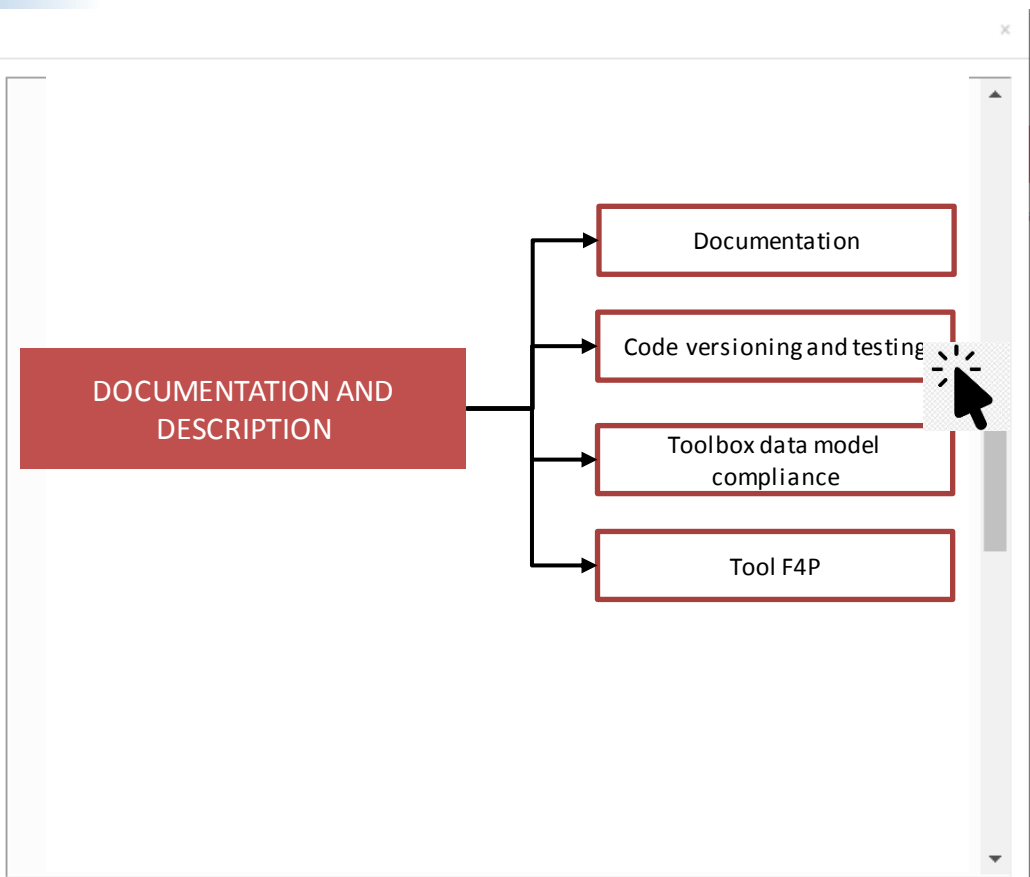 ×
Documentation
Code versioning and testing
DOCUMENTATION AND
DESCRIPTION
Toolbox data model
compliance
Tool F4P